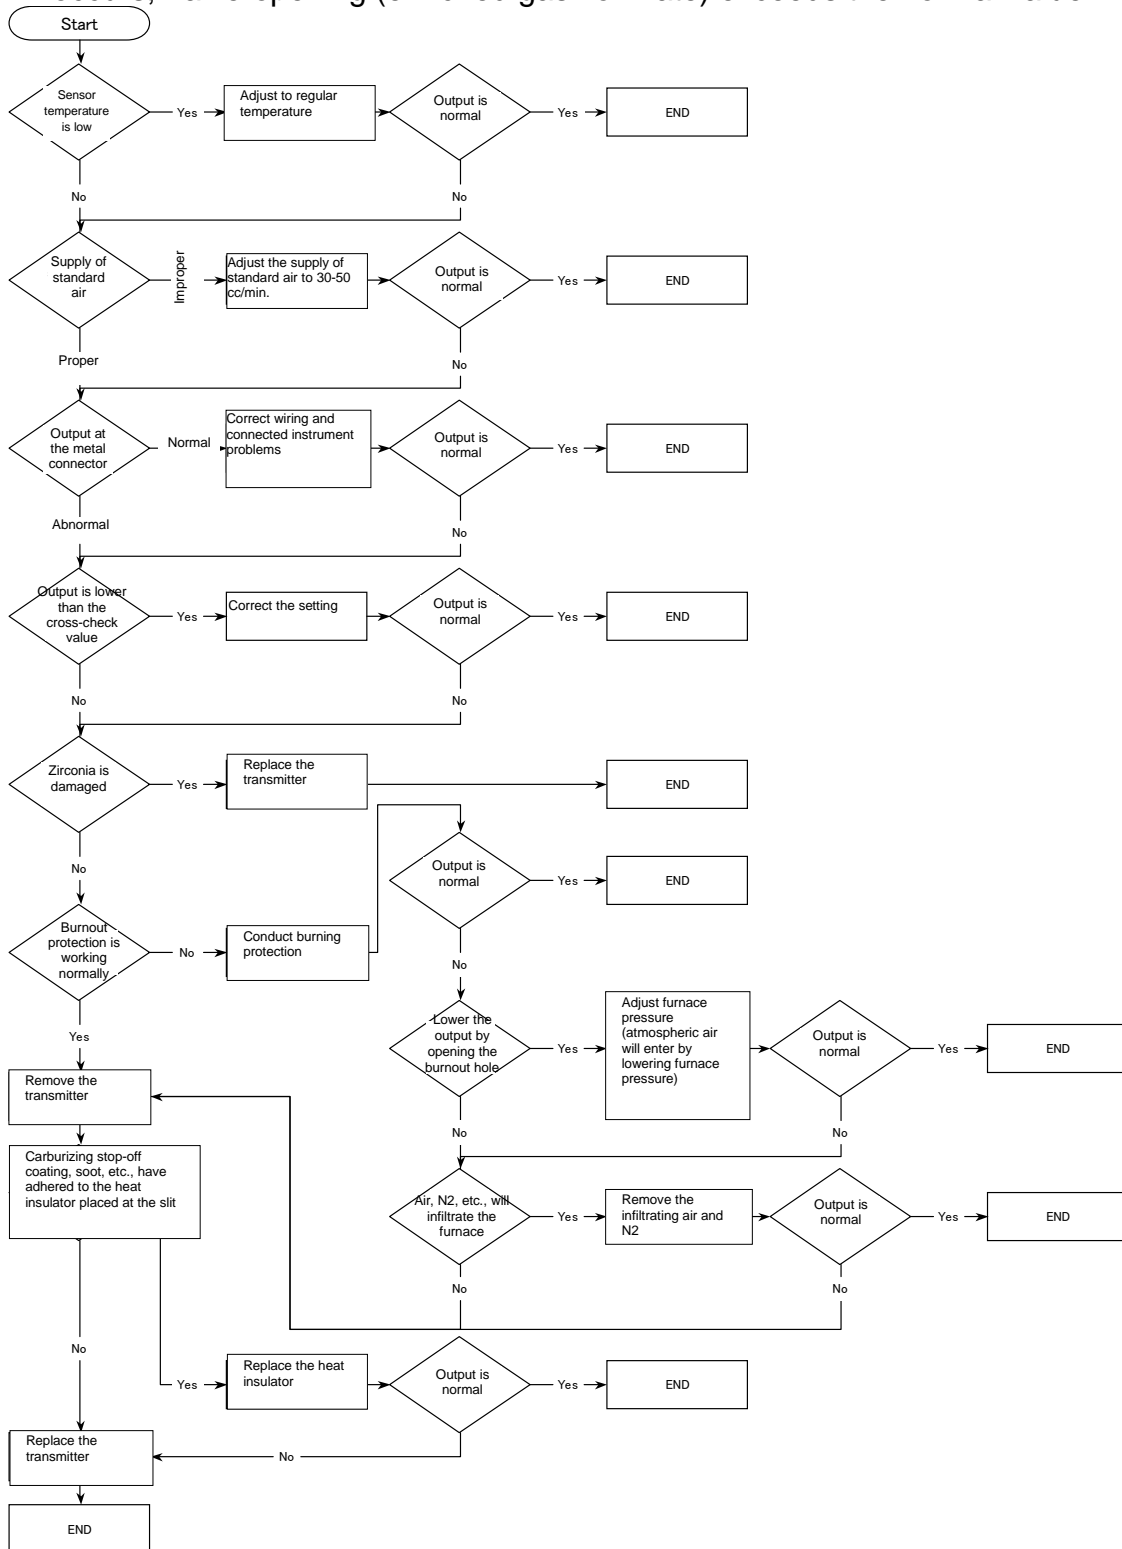 opening (or
exceeds the normal value
Start
Sensor
temperature
is low
Yes
Adjust to regular
temperature
Output is
normal
Yes
END
No
No
Supply of
standard
air
Improper
Adjust the supply of
standard air to 30-50
cc/min.
Output is
normal
Yes
END
Proper
No
Output at
the metal
connector
Normal
Correct wiring and
connected instrument
problems
Output is
normal
Yes
END
Abnormal
No
Output is lower
than the
cross-check
value
Yes
Correct the setting
Output is
normal
Yes
END
No
No
Zirconia is
damaged
Yes
Replace the
transmitter
END
No
Output is
normal
Yes
END
Burnout
protection is
working
normally
No
Conduct burning
protection
No
Yes
Lower the
output by
opening the
burnout hole
Yes
Adjust furnace
pressure
(atmospheric air
will enter by
lowering furnace
pressure)
Output is
normal
Yes
END
Remove the
transmitter
No
No
Carburizing stop-off
coating, soot, etc., have
adhered to the heat
insulator placed at the slit
Air, N2, etc., will
infiltrate the
furnace
Yes
Remove the
infiltrating air and
N2
Output is
normal
Yes
END
No
No
No
Yes
Replace the heat
insulator
Output is
normal
Yes
END
Replace the
transmitter
No
END